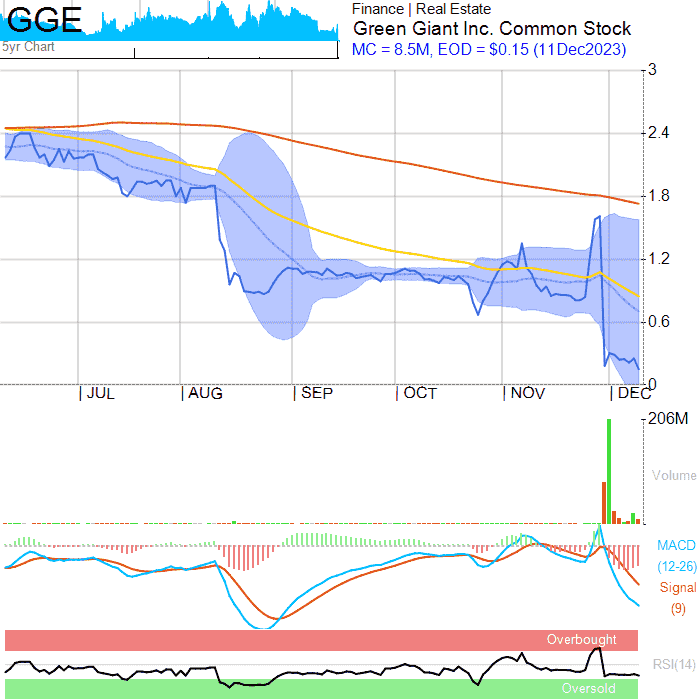 GGE
5yr Chart
Finance | Real Estate
Green Giant Inc. Common Stock
MC = 8.5M, EOD = $0.15 (11Dec2023)
3
2.4
1.8
1.2
0.6
0
| JUL | AUG | SEP | OCT | NOV | DEC
206M
Volume
MACD
(12-26)
Signal
(9)
Overbought
RSI(14)
Oversold